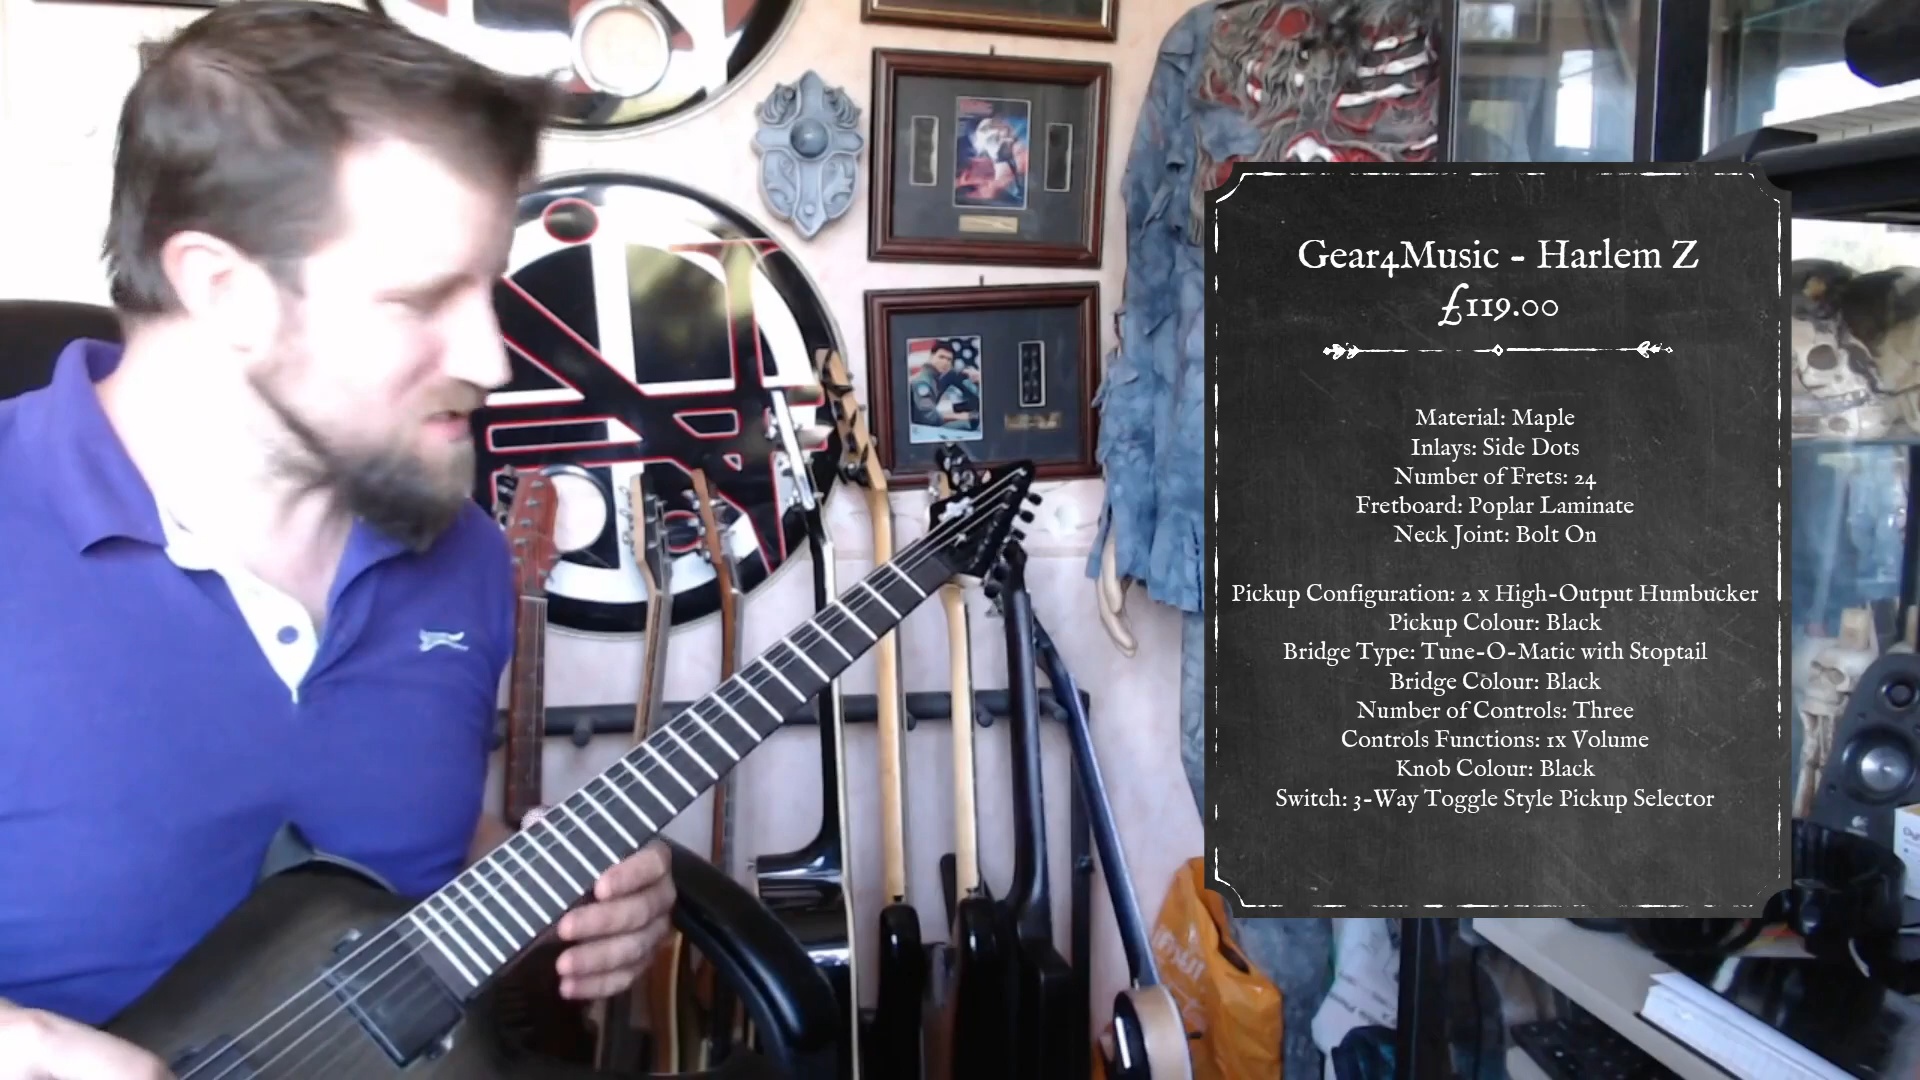 Gear4Music - Harlem Z
£119.00
Material: Maple
Inlays: Side Dots
Number of Frets: 24
Fretboard: Poplar Laminate
Neck Joint: Bolt On
Pickup Configuration: 2 x High-Output Humbucker
Pickup Colour: Black
Bridge Type: Tune-O-Matic with Stoptail
Bridge Colour: Black
Number of Controls: Three
Controls Functions: 1x Volume
Knob Colour: Black
Switch: 3-Way Toggle Style Pickup Selector